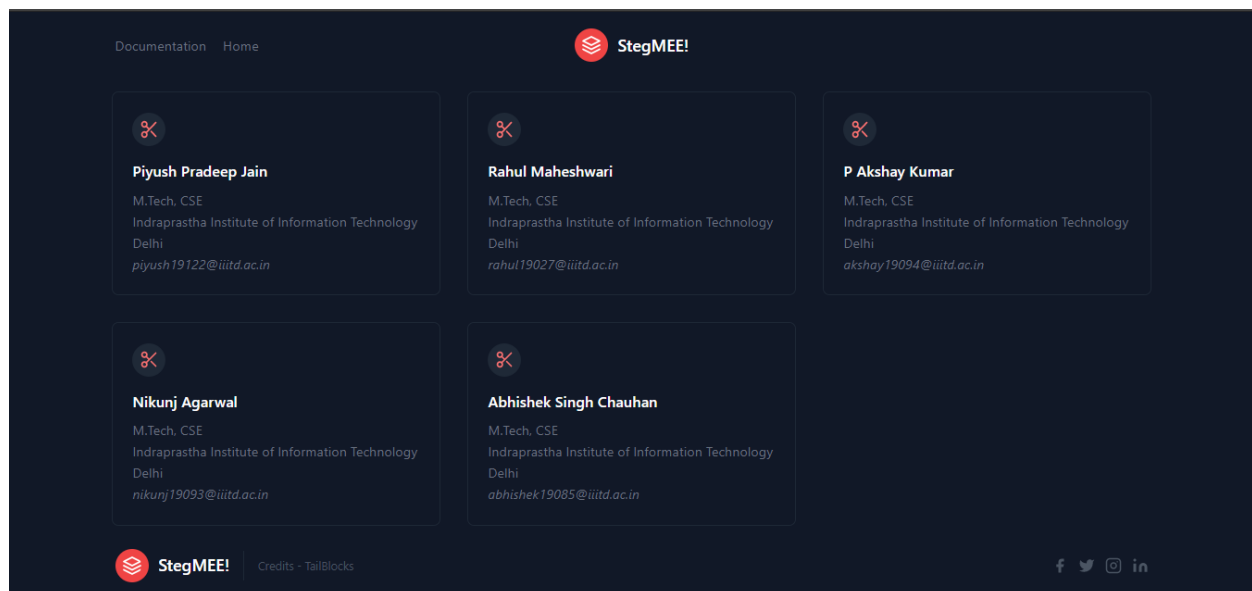 Documentation Home
StegMEE!
Piyush Pradeep Jain
M.Tech, CSE
Indraprastha Institute of Information Technology
Delhi
piyush19122@iiitd.ac.in
Rahul Maheshwari
M.Tech, CSE
Indraprastha Institute of Information Technology
Delhi
rahul19027@iiitd.ac.in
P Akshay Kumar
M.Tech, CSE
Indraprastha Institute of Information Technology
Delhi
akshay19094@iiitd.ac.in
Nikunj Agarwal
M.Tech, CSE
Indraprastha Institute of Information Technology
Delhi
nikunj19093@iiitd.ac.in
Abhishek Singh Chauhan
M.Tech, CSE
Indraprastha Institute of Information Technology
Delhi
abhishek19085@iiitd.ac.in
StegMEE!
Credits - TailBlocks